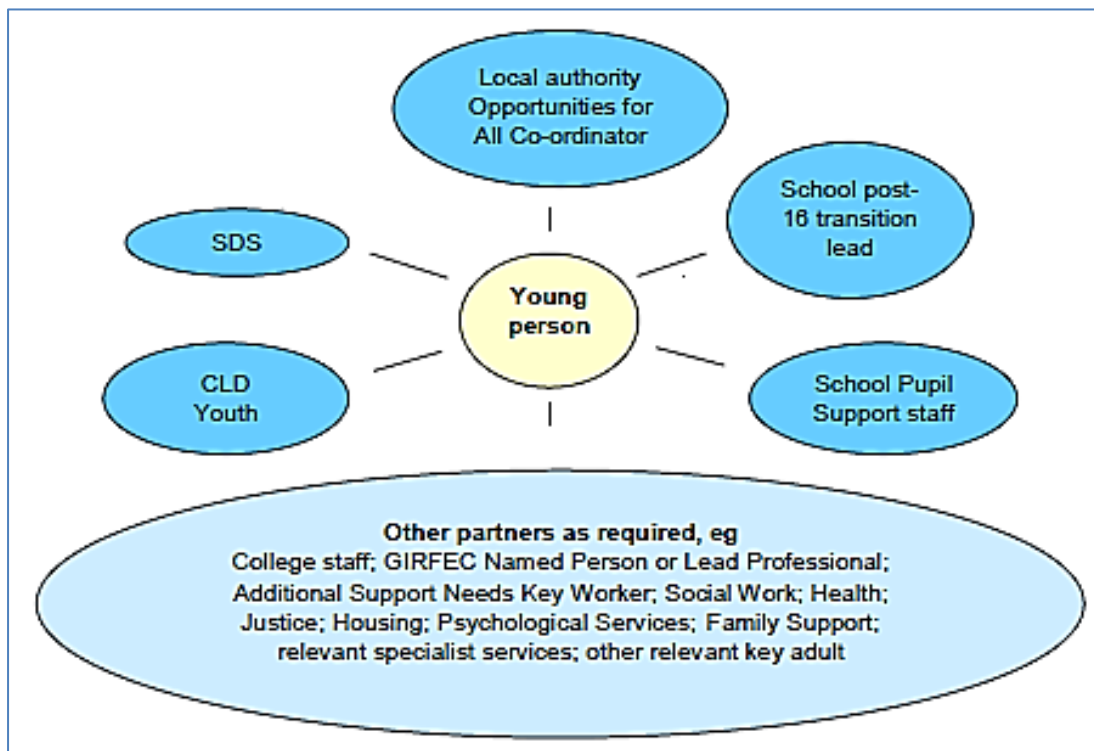 Local authority
Opportunities for
All Co-ordinator
School post-
16 transition
lead
SDS
Young
person
CLD
Youth
School Pupil
Support staff
Other partners as required, eg
College staff; GIRFEC Named Person or Lead Professional;
Additional Support Needs Key Worker; Social Work; Health;
Justice; Housing; Psychological Services; Family Support;
relevant specialist services; other relevant key adult